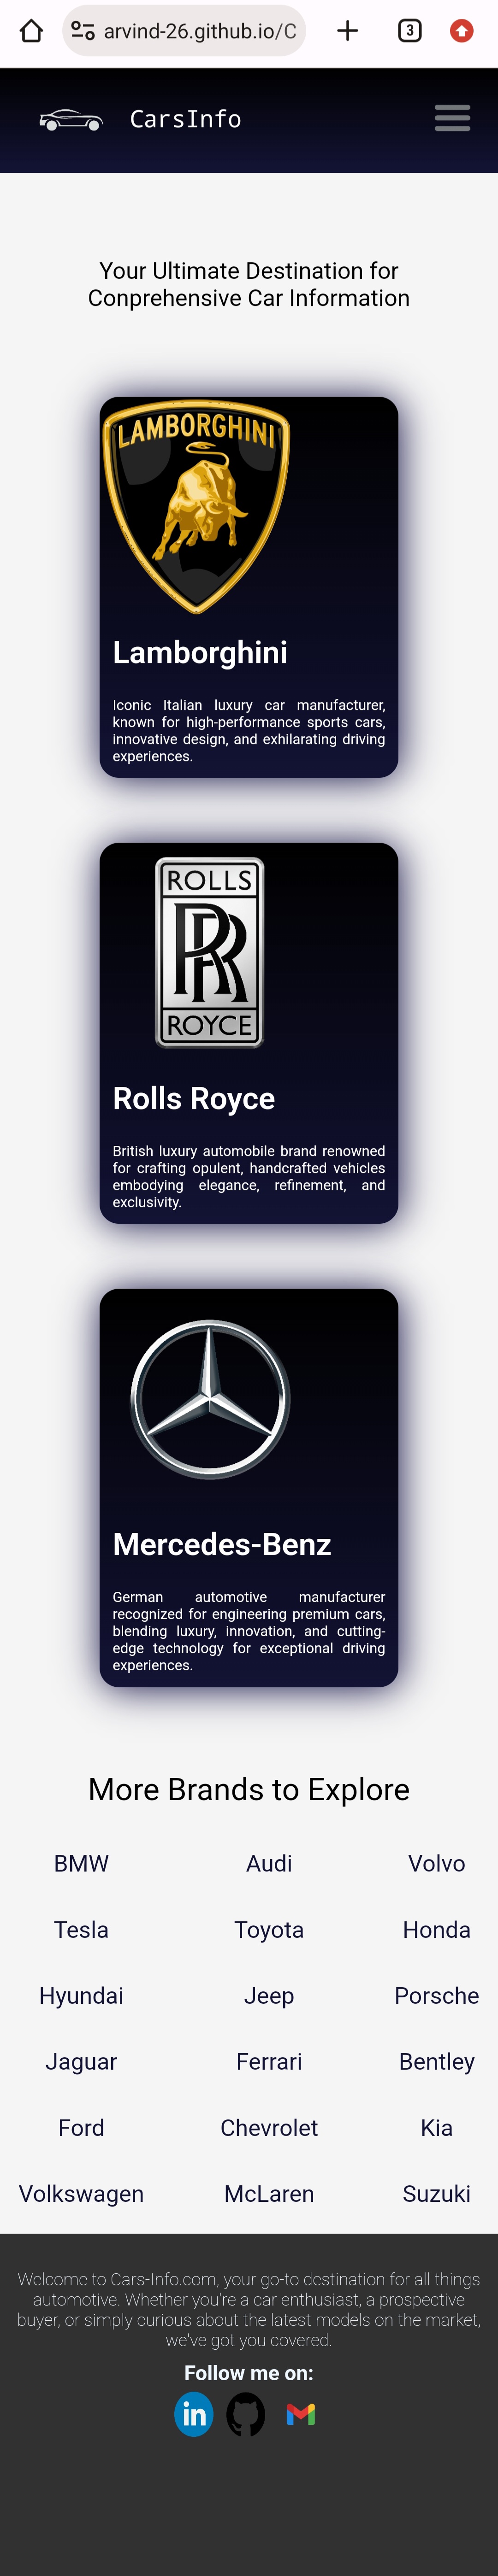 arvind-26.github.io/C
3
CarsInfo
Your Ultimate Destination for
Conprehensive Car Information
LAMBORGHINI
Lamborghini
Iconic Italian luxury car manufacturer,
known for high-performance sports cars,
innovative design, and exhilarating driving
experiences.
ROLLS
RR
ROYCE
Rolls Royce
British luxury automobile brand renowned
for crafting opulent, handcrafted vehicles
embodying elegance, refinement, and
exclusivity.
Mercedes-Benz
German automotive manufacturer
recognized for engineering premium cars,
blending luxury, innovation, and cutting-
edge technology for exceptional driving
experiences.
More Brands to Explore
BMW Audi Volvo
Tesla Toyota Honda
Hyundai Jeep Porsche
Jaguar Ferrari Bentley
Ford Chevrolet Kia
Volkswagen McLaren Suzuki
Welcome to Cars-Info.com, your go-to destination for all things
automotive. Whether you're a car enthusiast, a prospective
buyer, or simply curious about the latest models on the market,
we've got you covered.
Follow me on:
in